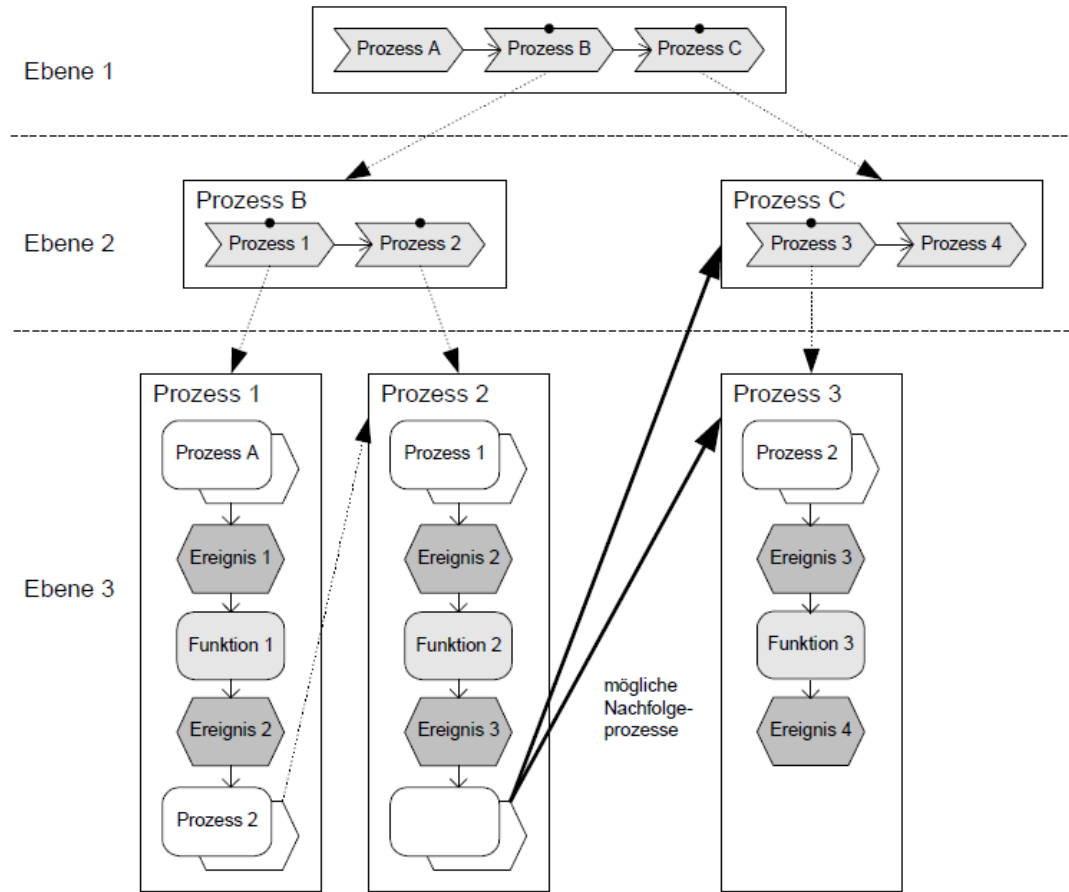 Ebene 1
Prozess A
Prozess B
Prozess C
Ebene 2
Prozess B
Prozess 1
Prozess 2
Prozess C
Prozess 3
Prozess 4
Ebene 3
Prozess 1
Prozess A
Ereignis 1
Funktion 1
Ereignis 2
Prozess 2
Prozess 2
Prozess 1
Ereignis 2
Funktion 2
Ereignis 3
mögliche
Nachfolge-
prozesse
Prozess 3
Prozess 2
Ereignis 3
Funktion 3
Ereignis 4